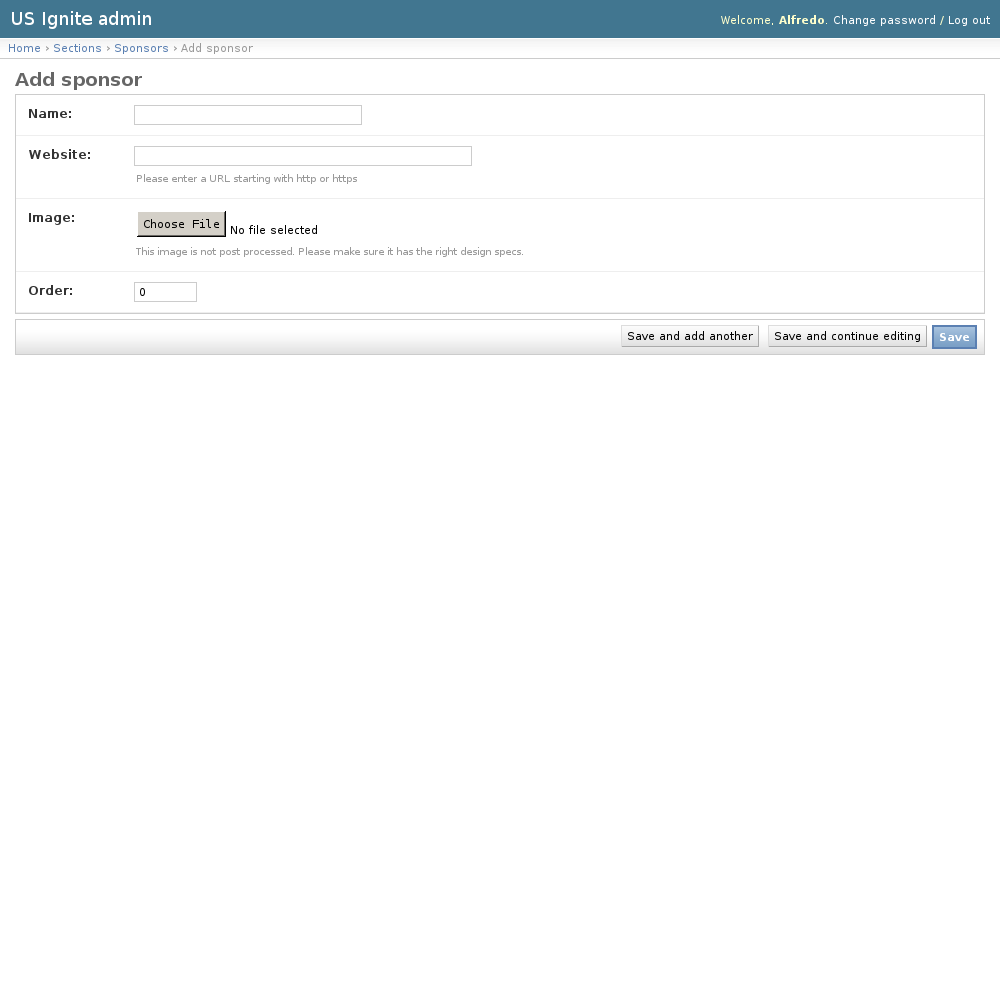 US Ignite admin
Welcome, Alfredo. Change password / Log out
Home › Sections › Sponsors › Add sponsor
Add sponsor
Name:
Website:
Please enter a URL starting with http or https
Image:
Choose File No file selected
This image is not post processed. Please make sure it has the right design specs.
Order:
0
Save and add another
Save and continue editing
Save